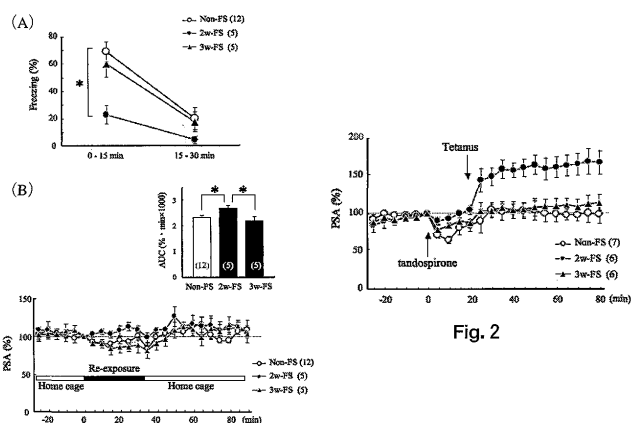 (A)
Non-FS (12)
2w-FS (5)
3w-FS (5)
Freezing (%)
80
60
40
20
0
*
0 - 15 min
15 - 30 min
(B)
AUC (%・min×1000)
3
2
1
0
*
*
(12)
(5)
(5)
Non-FS 2w-FS 3w-FS
PSA (%)
150
100
50
0
Re-exposure
Home cage
Home cage
Non-FS (12)
2w-FS (5)
3w-FS (5)
-20 0 20 40 60 80 (min)
PSA (%)
200
150
100
50
0
Tetanus
tandospirone
Non-FS (7)
2w-FS (6)
3w-FS (6)
-20 0 20 40 60 80 (min)
Fig. 2